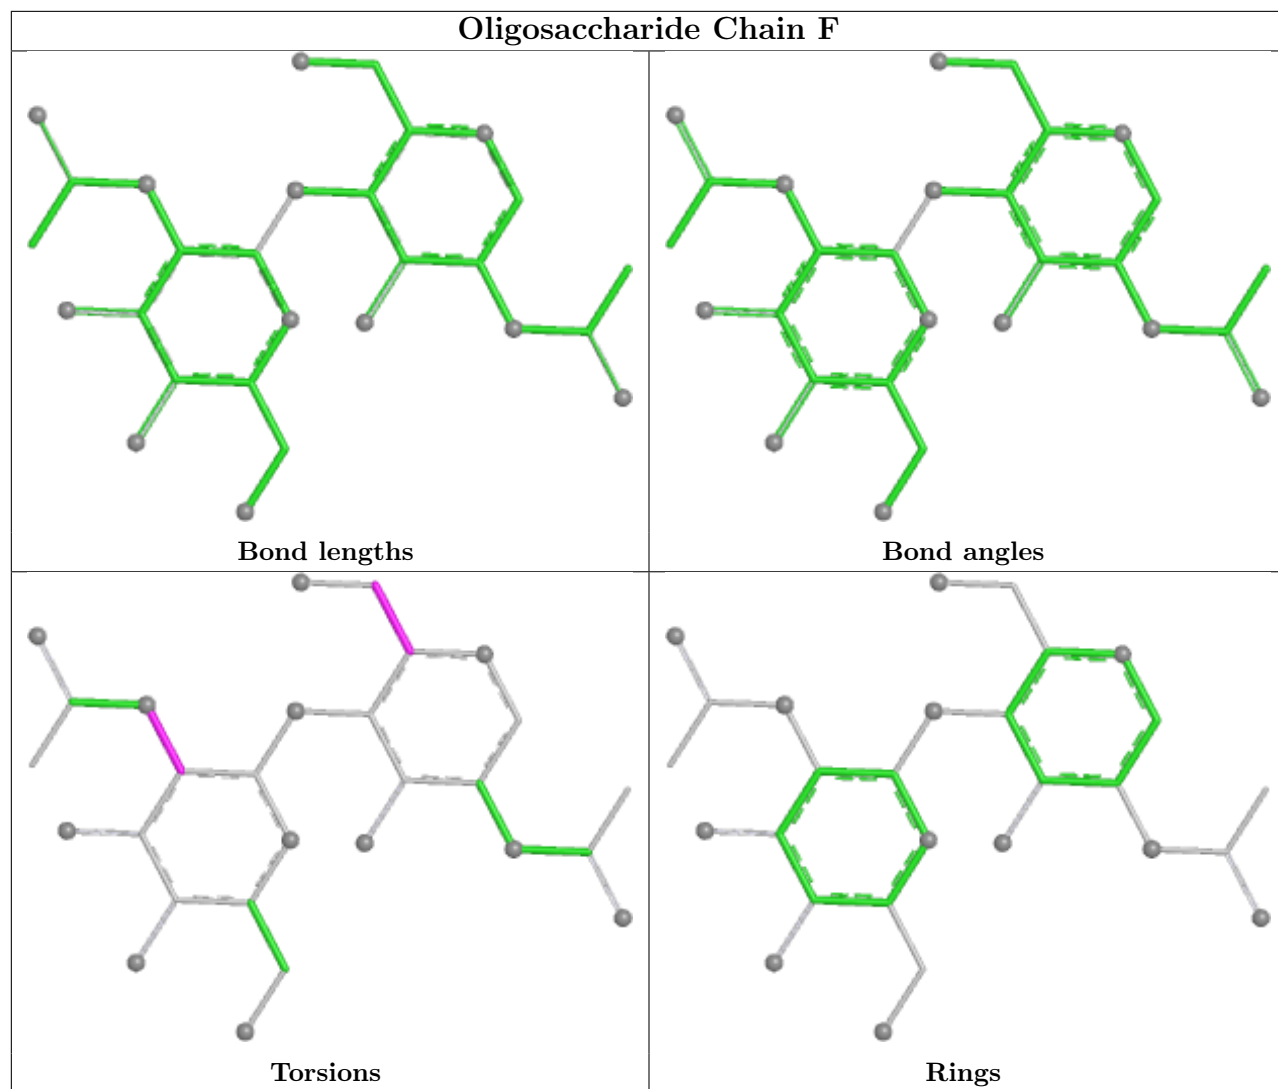 Oligosaccharide Chain F
Bond lengths
Bond angles
Torsions
Rings